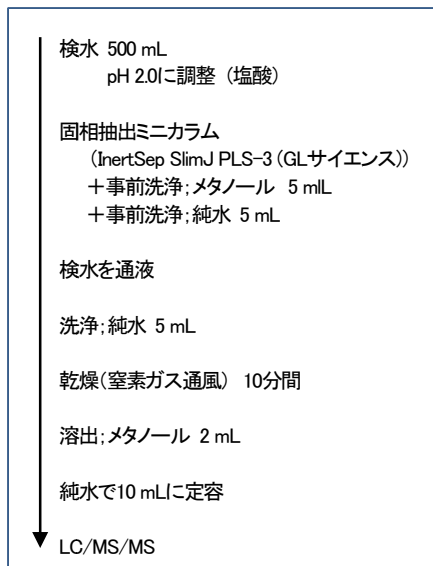 検水 500 mL
pH 2.0に調整 (塩酸)
固相抽出ミニカラム
(InertSep SlimJ PLS-3 (GLサイエンス))
＋事前洗浄;メタノール 5 mlL
＋事前洗浄;純水 5 mL
検水を通液
洗浄;純水 5 mL
乾燥(窒素ガス通風) 10分間
溶出;メタノール 2 mL
純水で10 mLに定容
LC/MS/MS